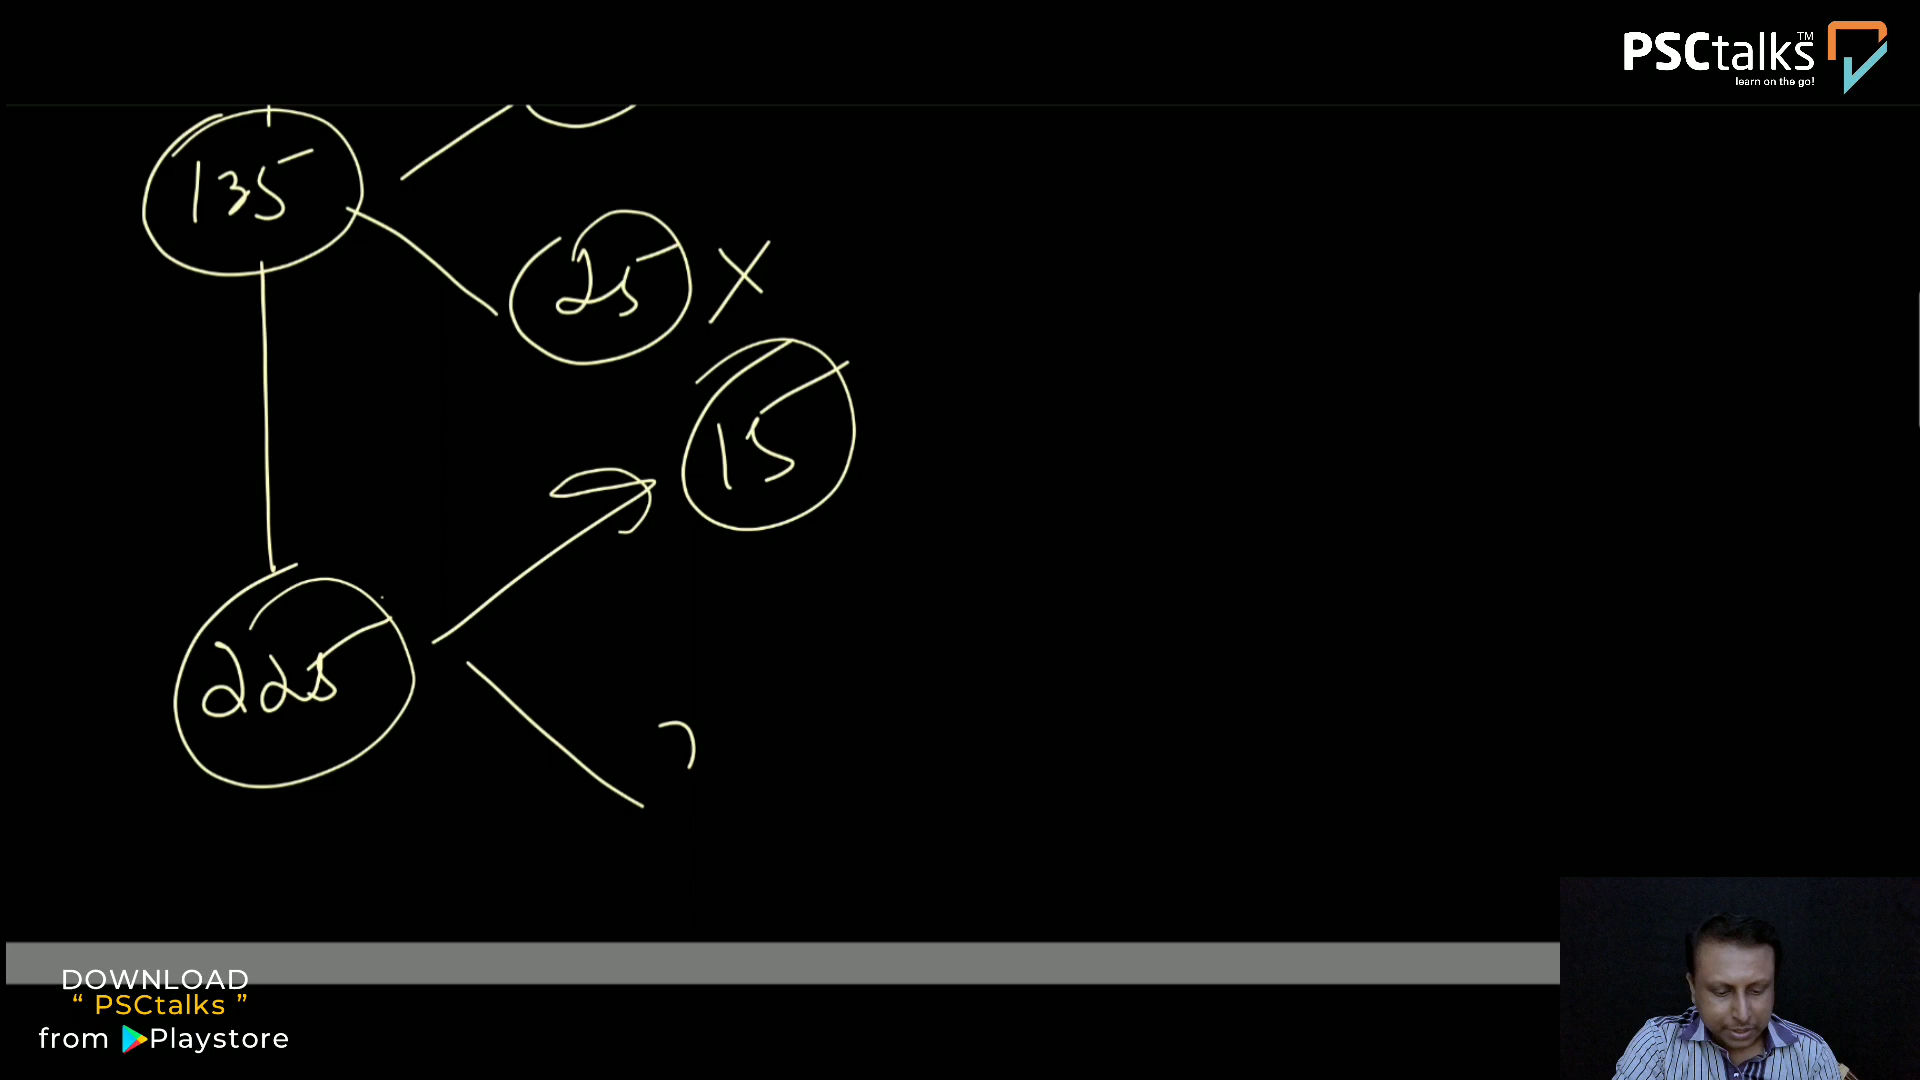 PSCtalks™
learn on the go!
135
25 X
15
225
DOWNLOAD
“ PSCtalks ”
from Playstore